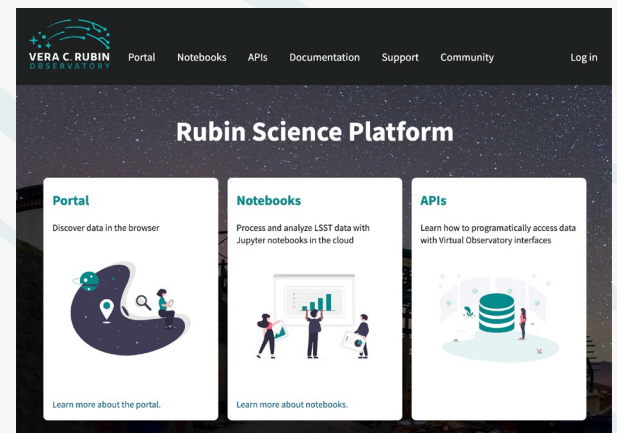 VERA C. RUBIN
OBSERVATORY
Portal Notebooks APIs Documentation Support Community Log in
Rubin Science Platform
Portal
Discover data in the browser
Learn more about the portal.
Notebooks
Process and analyze LSST data with
Jupyter notebooks in the cloud
Learn more about notebooks.
APIs
Learn how to programatically access data
with Virtual Observatory interfaces